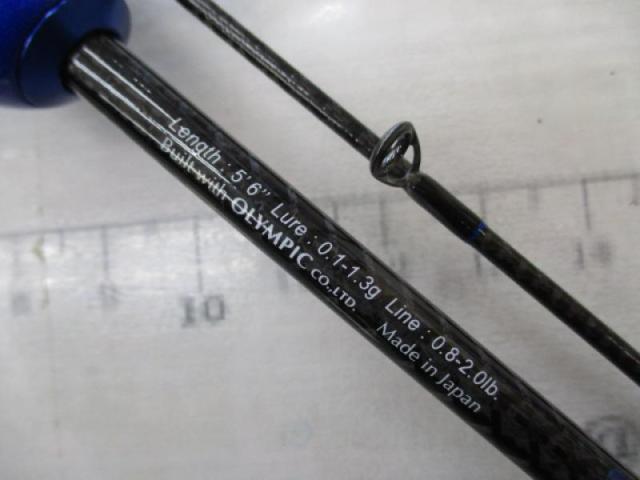 Length : 5'6" Lure : 0.1-1.3g Line : 0.8-2.0lb.
Built with OLYMPIC CO.,LTD. Made in Japan
10